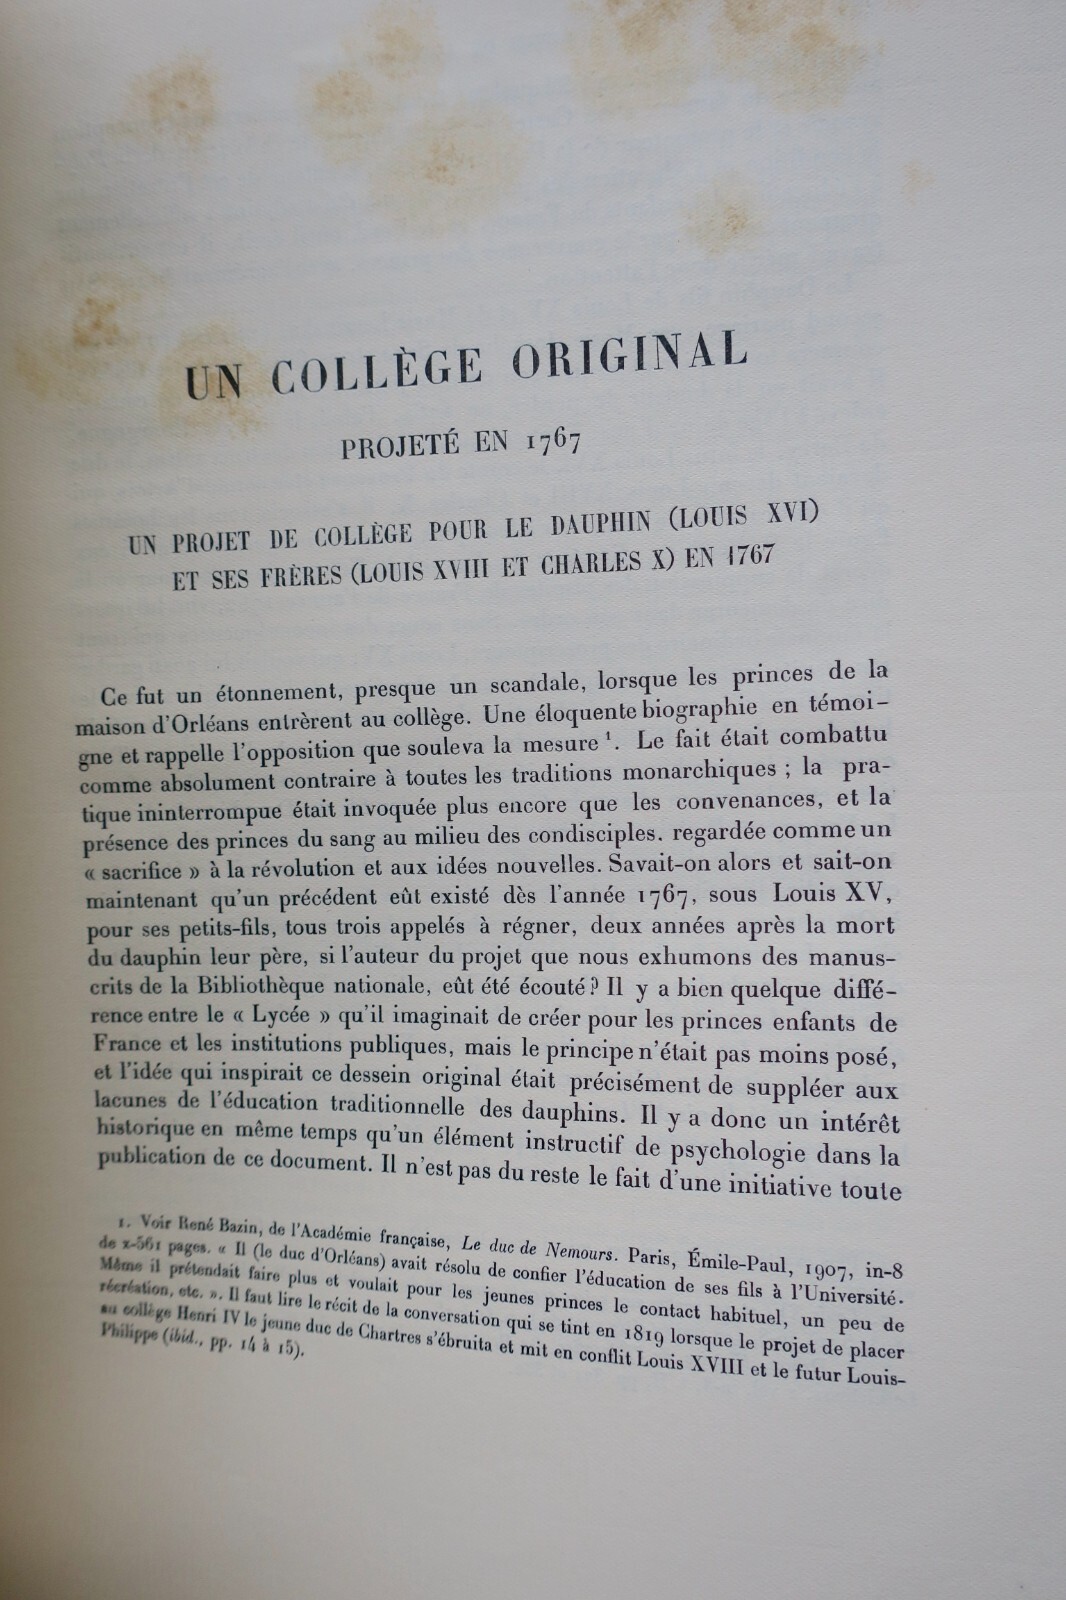 UN COLLÈGE ORIGINAL
PROJETÉ EN 1767
UN PROJET DE COLLÈGE POUR LE DAUPHIN (LOUIS XVI)
ET SES FRÈRES (LOUIS XVIII ET CHARLES X) EN 1767
Ce fut un étonnement, presque un scandale, lorsque les princes de la
maison d'Orléans entrèrent au collège. Une éloquente biographie en témoi-
gne et rappelle l'opposition que souleva la mesure ¹. Le fait était combattu
comme absolument contraire à toutes les traditions monarchiques ; la pra-
tique ininterrompue était invoquée plus encore que les convenances, et la
présence des princes du sang au milieu des condisciples. regardée comme un
« sacrifice » à la révolution et aux idées nouvelles. Savait-on alors et sait-on
maintenant qu'un précédent eût existé dès l'année 1767, sous Louis XV,
pour ses petits-fils, tous trois appelés à régner, deux années après la mort
du dauphin leur père, si l'auteur du projet que nous exhumons des manus-
crits de la Bibliothèque nationale, eût été écouté? Il y a bien quelque diffé-
rence entre le « Lycée » qu'il imaginait de créer pour les princes enfants de
France et les institutions publiques, mais le principe n'était pas moins posé,
et l'idée qui inspirait ce dessein original était précisément de suppléer aux
lacunes de l'éducation traditionnelle des dauphins. Il y a donc un intérêt
historique en même temps qu'un élément instructif de psychologie dans la
publication de ce document. Il n'est pas du reste le fait d'une initiative toute
1. Voir René Bazin, de l'Académie française, Le duc de Nemours. Paris, Émile-Paul, 1907, in-8
de x-561 pages. « Il (le duc d'Orléans) avait résolu de confier l'éducation de ses fils à l'Université.
Même il prétendait faire plus et voulait pour les jeunes princes le contact habituel, un peu de
récréation, etc. ». Il faut lire le récit de la conversation qui se tint en 1819 lorsque le projet de placer
au collège Henri IV le jeune duc de Chartres s'ébruita et mit en conflit Louis XVIII et le futur Louis-
Philippe (ibid., pp. 14 à 15).